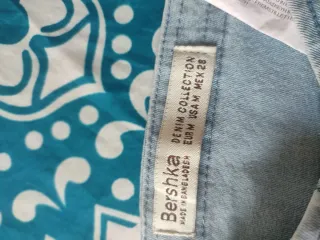 Bershka
MADE IN BANGLADESH
DENIM COLLECTION
EUR M USA M MEX 28